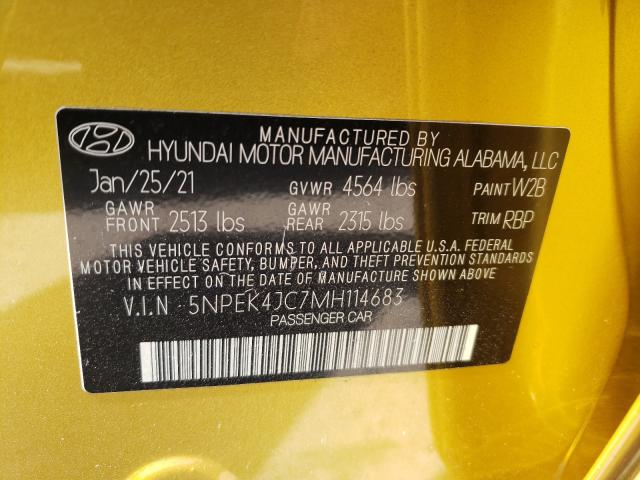 MANUFACTURED BY
HYUNDAI MOTOR MANUFACTURING ALABAMA, LLC
Jan/25/21 GVWR 4564 lbs PAINT W2B
GAWR FRONT 2513 lbs GAWR REAR 2315 lbs TRIM RBP
THIS VEHICLE CONFORMS TO ALL APPLICABLE U.S.A. FEDERAL
MOTOR VEHICLE SAFETY, BUMPER, AND THEFT PREVENTION STANDARDS
IN EFFECT ON THE DATE OF MANUFACTURE SHOWN ABOVE.
V.I.N 5NPEK4JC7MH114683
PASSENGER CAR